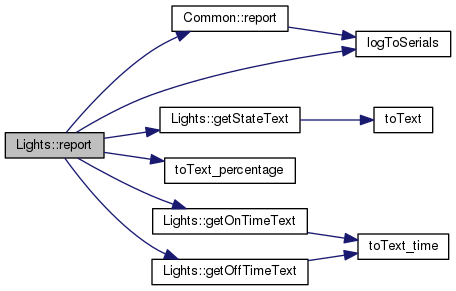 Common::report
logToSerials
Lights::getStateText
toText
Lights::report
toText_percentage
Lights::getOnTimeText
toText_time
Lights::getOffTimeText